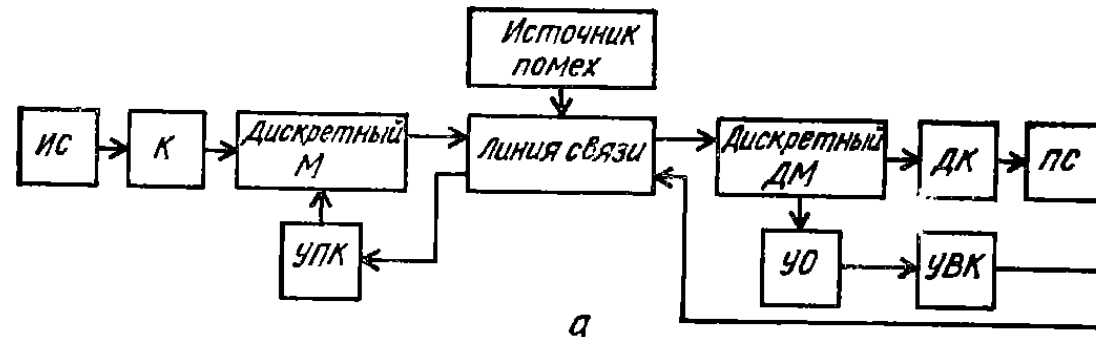 Источник
помех
ИС
К
Дискретный
М
Линия связи
Дискретный
ДМ
ДК
ПС
УПК
УО
УВК
а